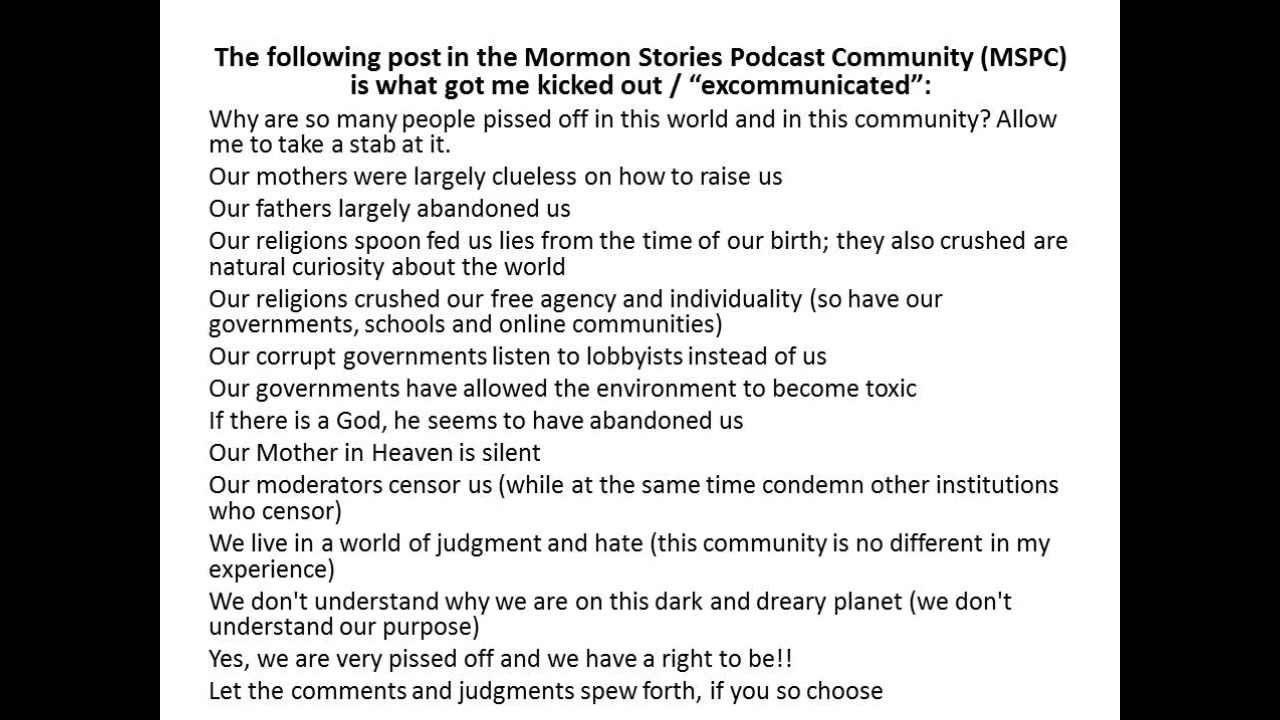 The following post in the Mormon Stories Podcast Community (MSPC)
is what got me kicked out / “excommunicated”:
Why are so many people pissed off in this world and in this community? Allow
me to take a stab at it.
Our mothers were largely clueless on how to raise us
Our fathers largely abandoned us
Our religions spoon fed us lies from the time of our birth; they also crushed are
natural curiosity about the world
Our religions crushed our free agency and individuality (so have our
governments, schools and online communities)
Our corrupt governments listen to lobbyists instead of us
Our governments have allowed the environment to become toxic
If there is a God, he seems to have abandoned us
Our Mother in Heaven is silent
Our moderators censor us (while at the same time condemn other institutions
who censor)
We live in a world of judgment and hate (this community is no different in my
experience)
We don't understand why we are on this dark and dreary planet (we don't
understand our purpose)
Yes, we are very pissed off and we have a right to be!!
Let the comments and judgments spew forth, if you so choose